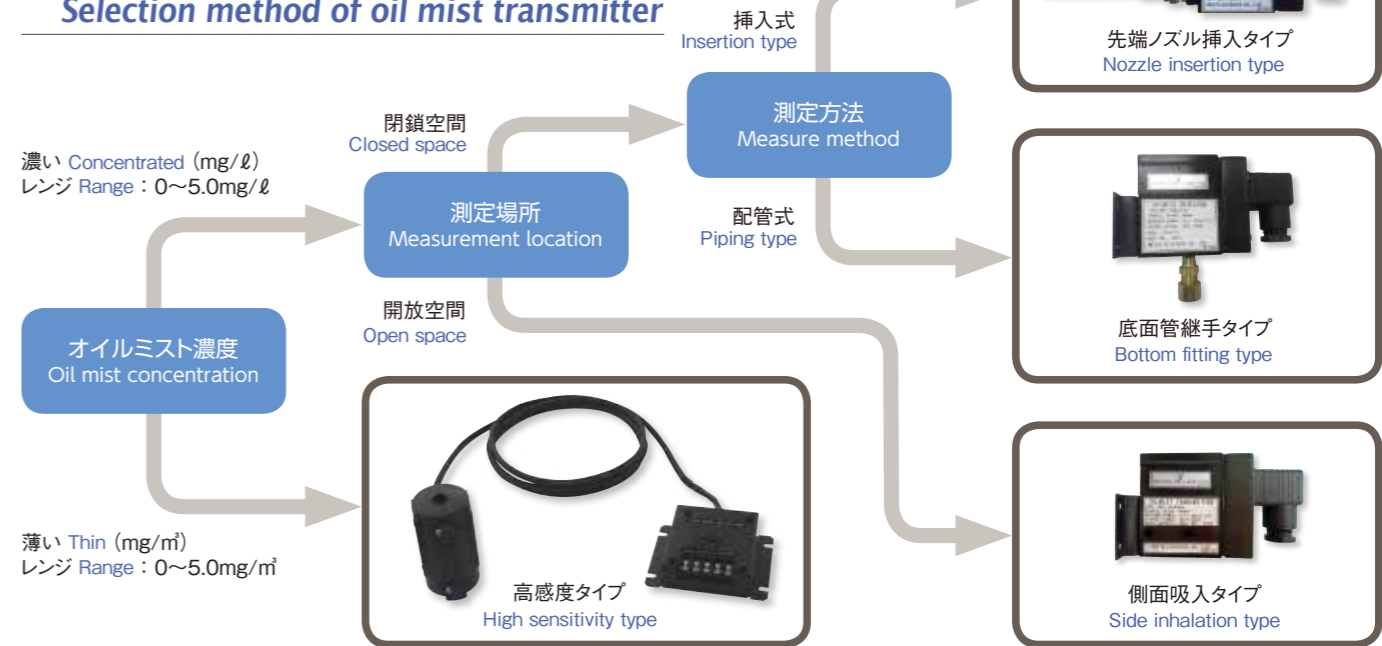 Selection method of oil mist transmitter
挿入式
Insertion type
先端ノズル挿入タイプ
Nozzle insertion type
測定方法
Measure method
閉鎖空間
Closed space
濃い Concentrated (mg/ℓ)
レンジ Range：0〜5.0mg/ℓ
測定場所
Measurement location
配管式
Piping type
開放空間
Open space
底面管継手タイプ
Bottom fitting type
オイルミスト濃度
Oil mist concentration
薄い Thin (mg/㎥)
レンジ Range：0〜5.0mg/㎥
高感度タイプ
High sensitivity type
側面吸入タイプ
Side inhalation type